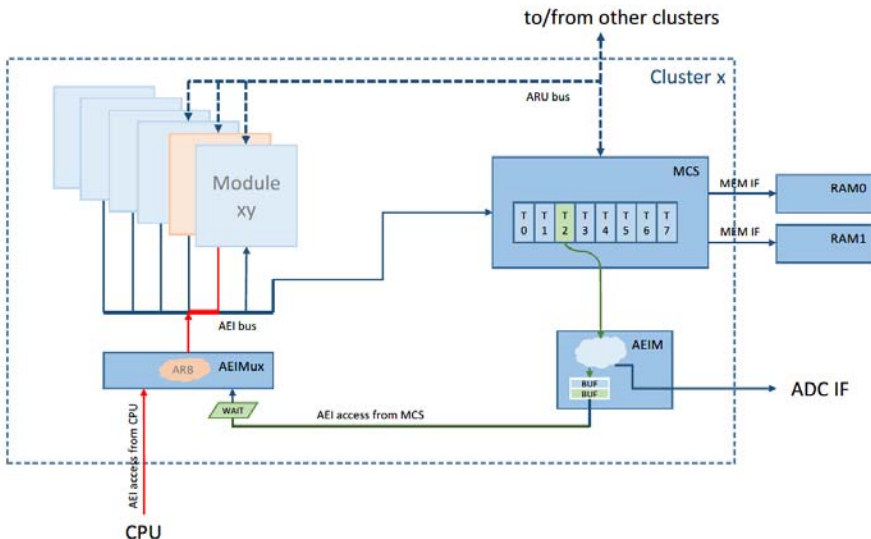 to/from other clusters
Cluster x
ARU bus
Module
xy
MCS
T T T T T T T T
0 1 2 3 4 5 6 7
MEM IF
RAM0
MEM IF
RAM1
AEI bus
ARB
AEIMux
AEIM
BUF
BUF
WAIT
AEI access from MCS
ADC IF
AEI access from CPU
CPU